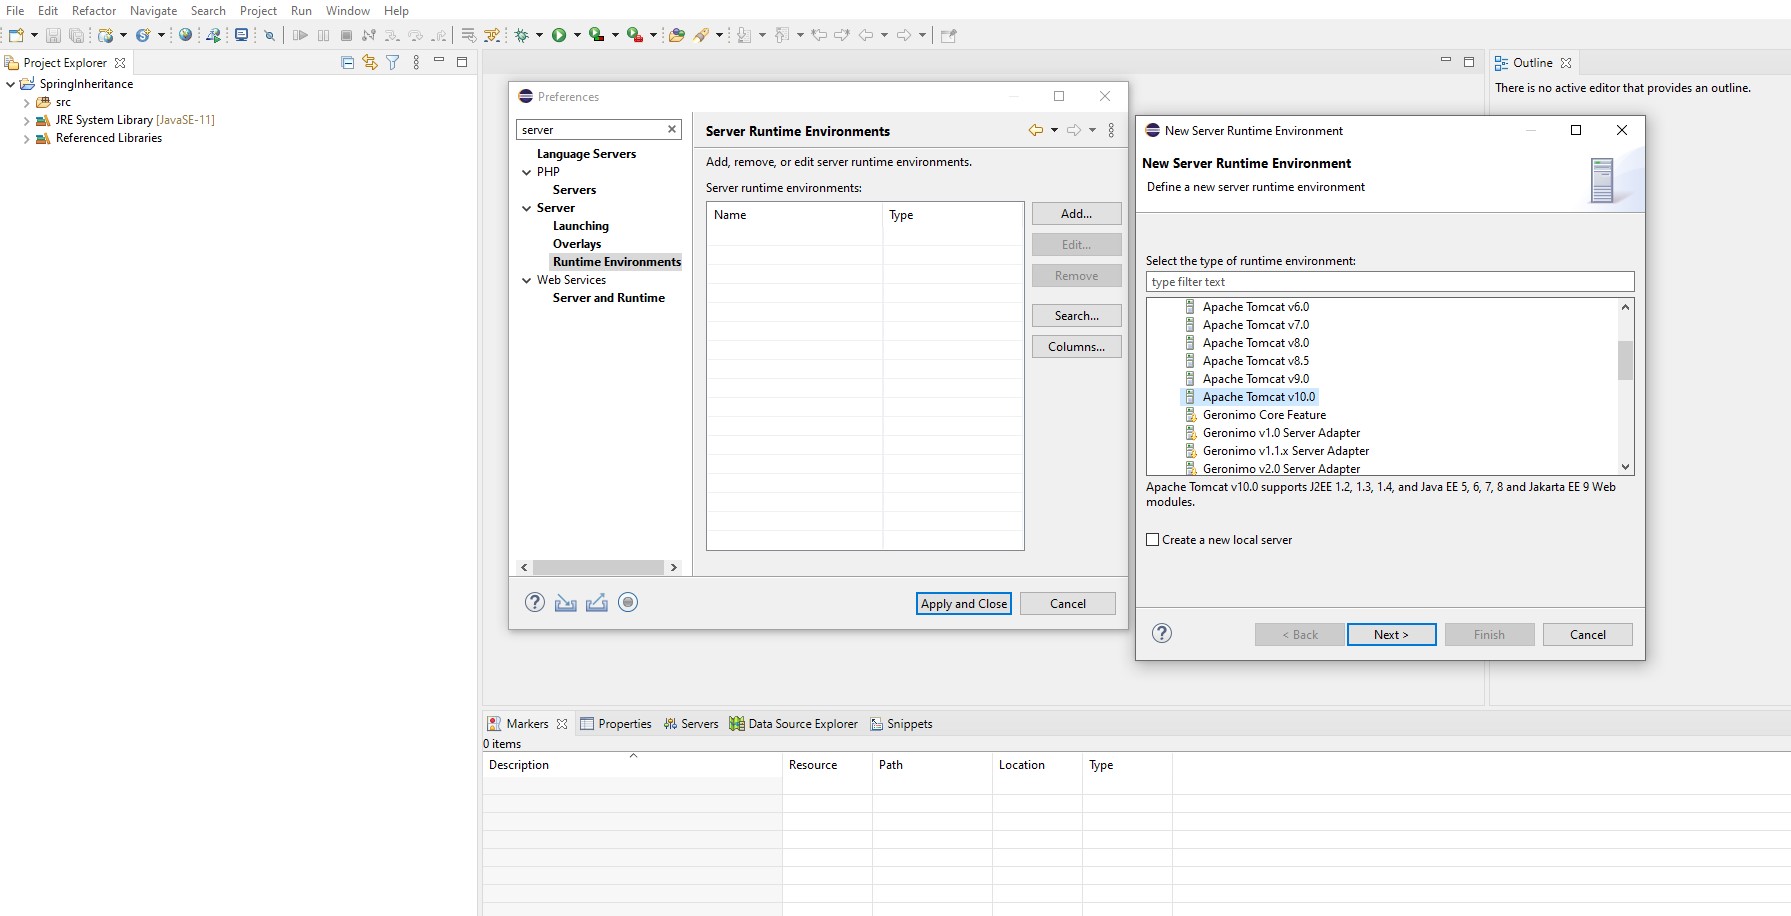 File Edit Refactor Navigate Search Project Run Window Help
Project Explorer
SpringInheritance
src
JRE System Library [JavaSE-11]
Referenced Libraries
Preferences
server
Language Servers
PHP
Servers
Server
Launching
Overlays
Runtime Environments
Web Services
Server and Runtime
Server Runtime Environments
Add, remove, or edit server runtime environments.
Server runtime environments:
Name Type
Add...
Edit...
Remove
Search...
Columns...
Apply and Close Cancel
New Server Runtime Environment
New Server Runtime Environment
Define a new server runtime environment
Select the type of runtime environment:
type filter text
Apache Tomcat v6.0
Apache Tomcat v7.0
Apache Tomcat v8.0
Apache Tomcat v8.5
Apache Tomcat v9.0
Apache Tomcat v10.0
Geronimo Core Feature
Geronimo v1.0 Server Adapter
Geronimo v1.1.x Server Adapter
Geronimo v2.0 Server Adapter
Apache Tomcat v10.0 supports J2EE 1.2, 1.3, 1.4, and Java EE 5, 6, 7, 8 and Jakarta EE 9 Web
modules.
Create a new local server
< Back Next > Finish Cancel
Outline
There is no active editor that provides an outline.
Markers Properties Servers Data Source Explorer Snippets
0 items
Description Resource Path Location Type